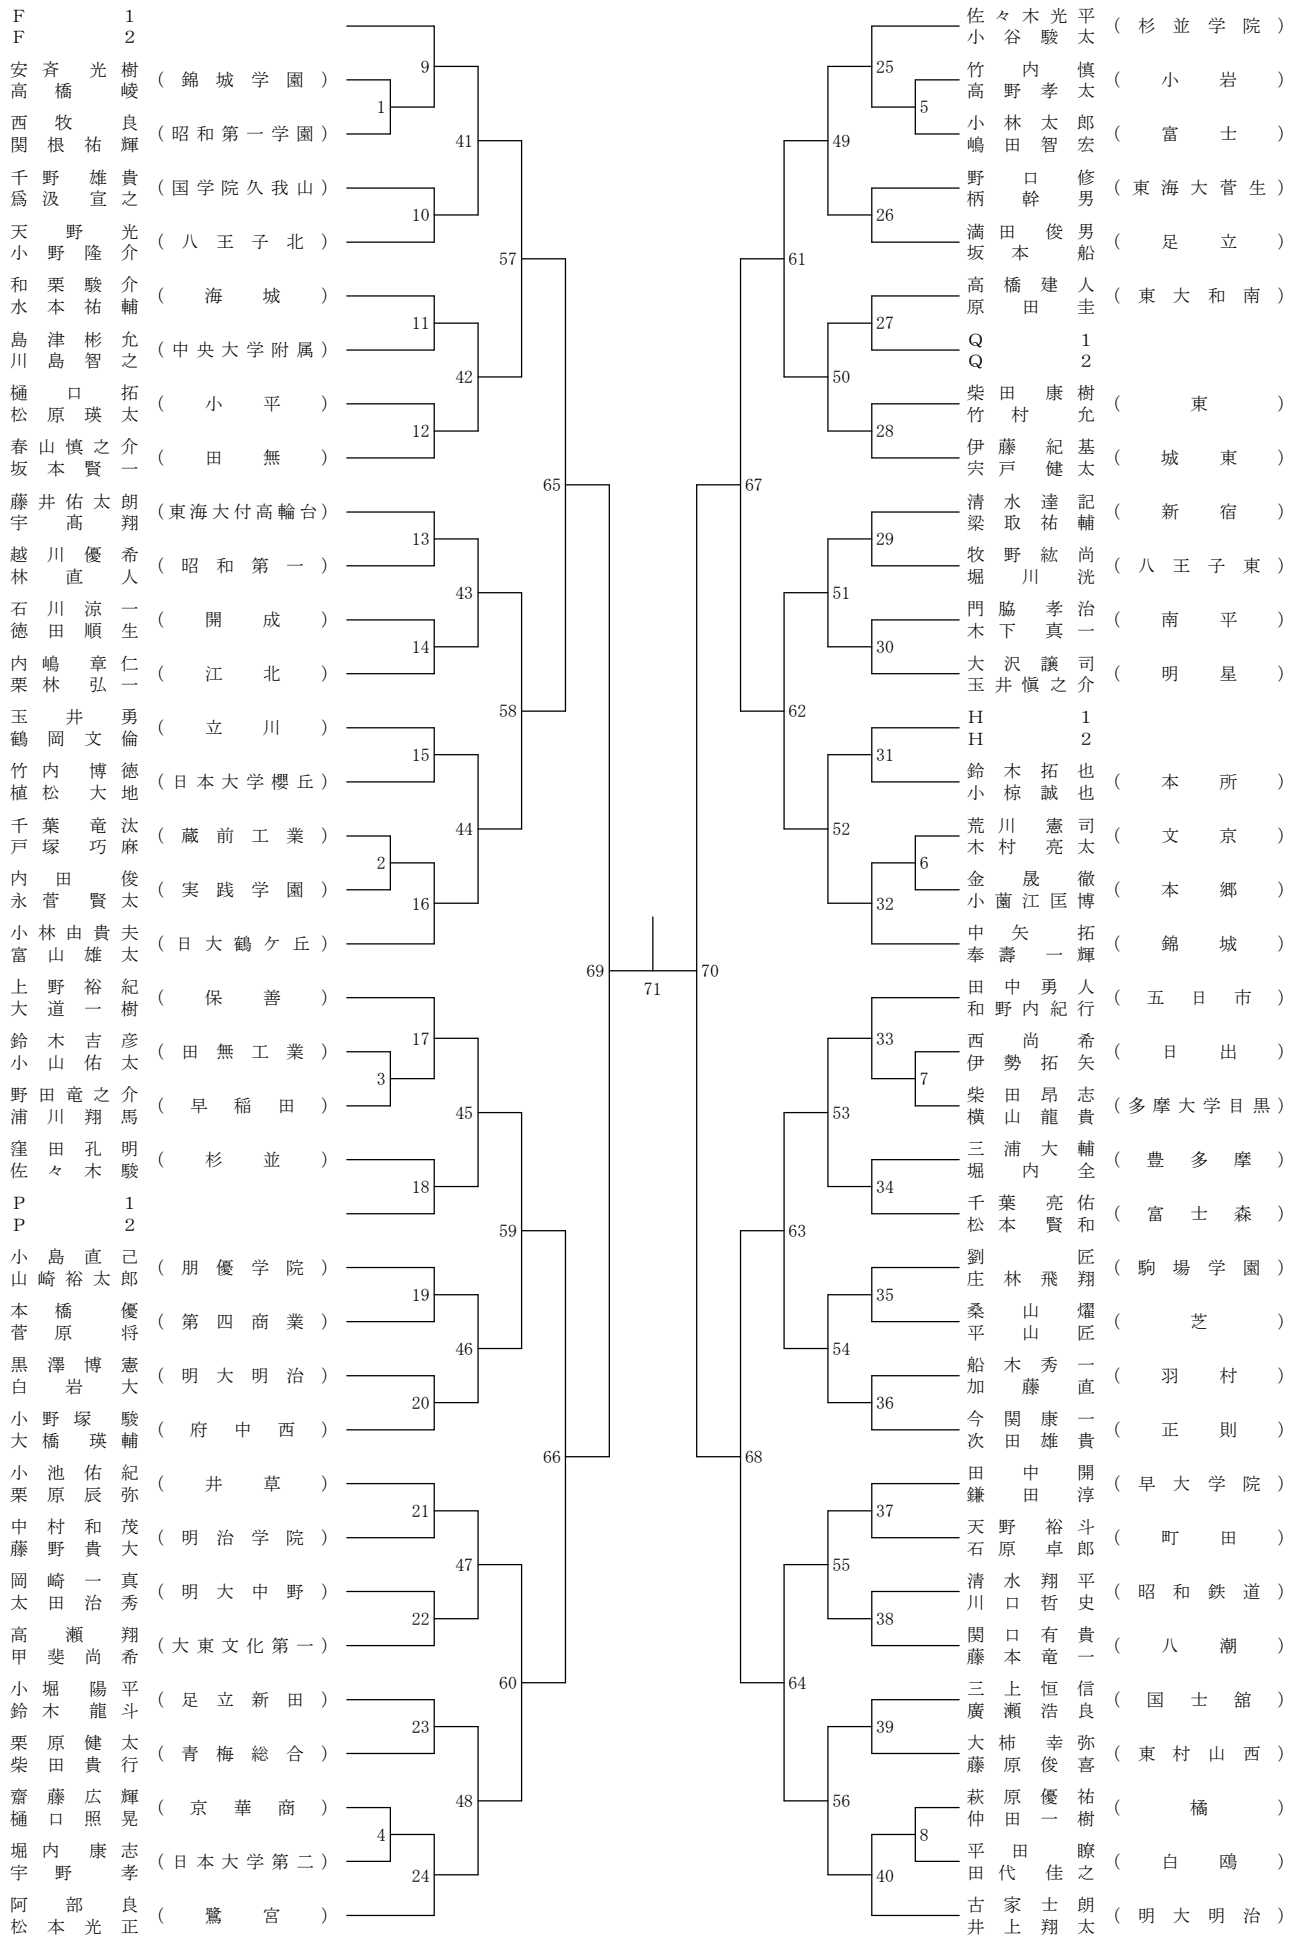 F 1
F 2
安斉光樹
高橋崚
(錦城学園)
西牧良
関根祐輝
(昭和第一学園)
千野雄貴
爲汲宣之
(国学院久我山)
天野光
小野隆介
(八王子北)
和栗駿介
水本祐輔
(海城)
島津彬允
川島智之
(中央大学附属)
樋口拓
松原瑛太
(小平)
春山慎之介
坂本賢一
(田無)
藤井佑太朗
宇髙翔
(東海大付高輪台)
越川優希
林直人
(昭和第一)
石川涼一
徳田順生
(開成)
内嶋章仁
栗林弘一
(江北)
玉井勇
鶴岡文倫
(立川)
竹内博徳
植松大地
(日本大学櫻丘)
千葉竜汰
戸塚巧麻
(蔵前工業)
内田俊
永菅賢太
(実践学園)
小林由貴夫
富山雄太
(日大鶴ケ丘)
上野裕紀
大道一樹
(保善)
鈴木吉彦
小山佑太
(田無工業)
野田竜之介
浦川翔馬
(早稲田)
窪田孔明
佐々木駿
(杉並)
P 1
P 2
小島直己
山崎裕太郎
(朋優学院)
本橋優
菅原将
(第四商業)
黒澤博憲
白岩大
(明大明治)
小野塚駿
大橋瑛輔
(府中西)
小池佑紀
栗原辰弥
(井草)
中村和茂
藤野貴大
(明治学院)
岡崎一真
太田治秀
(明大中野)
高瀬翔
甲斐尚希
(大東文化第一)
小堀陽平
鈴木龍斗
(足立新田)
栗原健太
柴田貴行
(青梅総合)
齋藤広輝
樋口照晃
(京華商)
堀内康志
宇野孝
(日本大学第二)
阿部良
松本光正
(鷺宮)
1
2
3
4
9
10
11
12
13
14
15
16
17
18
19
20
21
22
23
24
41
42
43
44
45
46
47
48
57
58
59
60
65
66
69
71
70
67
68
61
62
63
64
49
50
51
52
53
54
55
56
25
26
27
28
29
30
31
32
33
34
35
36
37
38
39
40
5
6
7
8
佐々木光平
小谷駿太
(杉並学院)
竹内慎
高野孝太
(小岩)
小林太郎
嶋田智宏
(富士)
野口修
柄幹男
(東海大菅生)
満田俊男
坂本船
(足立)
高橋建人
原田圭
(東大和南)
Q 1
Q 2
柴田康樹
竹村允
(東)
伊藤紀基
宍戸健太
(城東)
清水達記
梁取祐輔
(新宿)
牧野紘尚
堀川洸
(八王子東)
門脇孝治
木下真一
(南平)
大沢譲司
玉井愼之介
(明星)
H 1
H 2
鈴木拓也
小椋誠也
(本所)
荒川憲司
木村亮太
(文京)
金晟徹
小薗江匡博
(本郷)
中矢拓
奉壽一輝
(錦城)
田中勇人
和野内紀行
(五日市)
西尚希
伊勢拓矢
(日出)
柴田昂志
横山龍貴
(多摩大学目黒)
三浦大輔
堀内全
(豊多摩)
千葉亮佑
松本賢和
(富士森)
劉匠
庄林飛翔
(駒場学園)
桑山燿
平山匠
(芝)
船木秀一
加藤直
(羽村)
今関康一
次田雄貴
(正則)
田中開
鎌田淳
(早大学院)
天野裕斗
石原卓郎
(町田)
清水翔平
川口哲史
(昭和鉄道)
関口有貴
藤本竜一
(八潮)
三上恒信
廣瀬浩良
(国士舘)
大柿幸弥
藤原俊喜
(東村山西)
萩原優祐
仲田一樹
(橘)
平田瞭
田代佳之
(白鴎)
古家士朗
井上翔太
(明大明治)